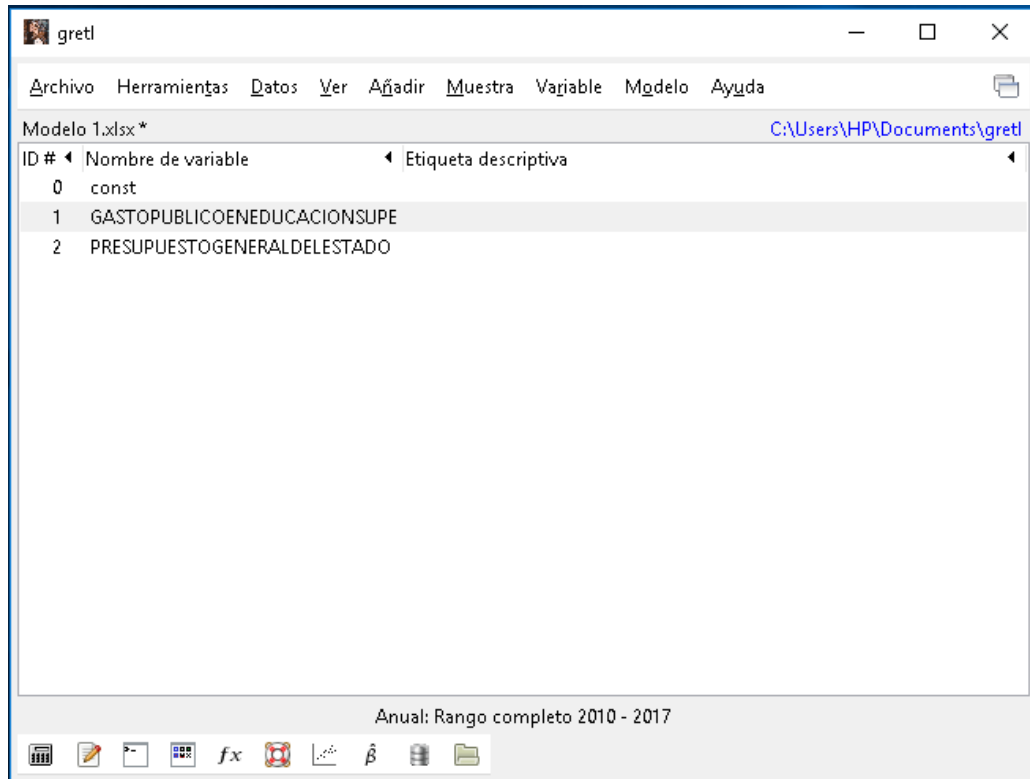 gretl
Archivo Herramientas Datos Ver Añadir Muestra Variable Modelo Ayuda
Modelo 1.xlsx * C:\Users\HP\Documents\gretl
ID # Nombre de variable Etiqueta descriptiva
0 const
1 GASTOPUBLICOENEDUCACIONSUPE
2 PRESUPUESTOGENERALDELESTADO
Anual: Rango completo 2010 - 2017
fx β̂